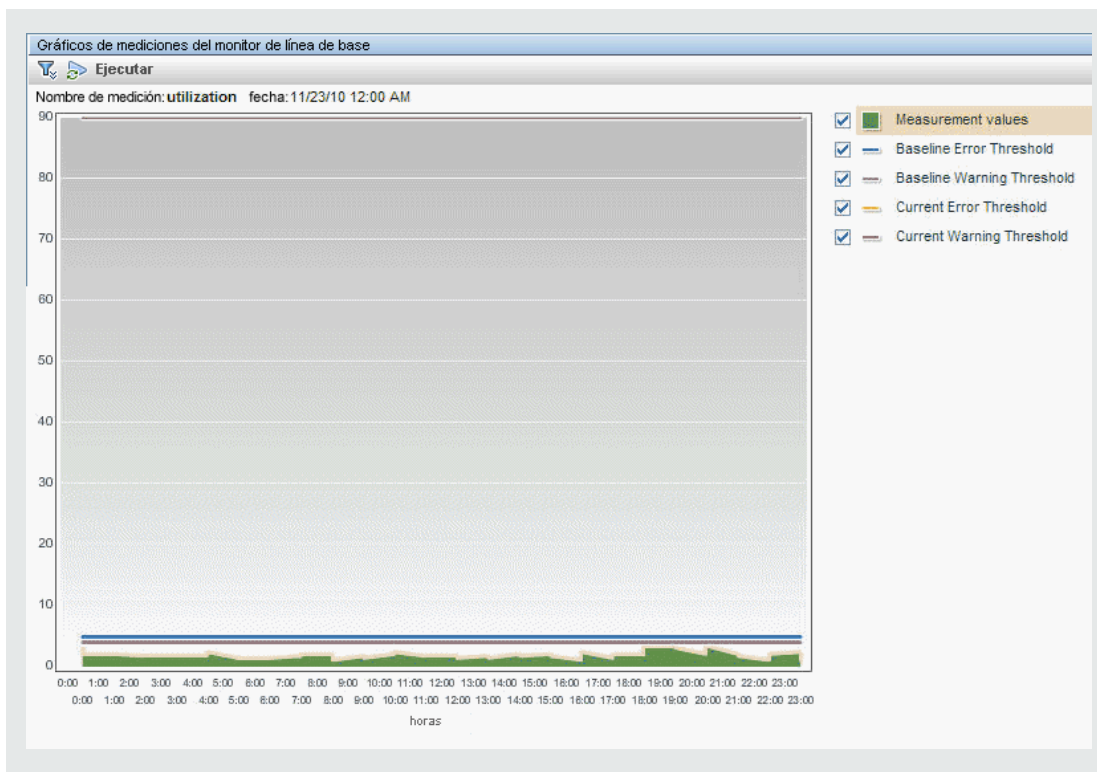 Gráficos de mediciones del monitor de línea de base
Ejecutar
Nombre de medición: utilization fecha: 11/23/10 12:00 AM
90
80
70
60
50
40
30
20
10
0
0:00 1:00 2:00 3:00 4:00 5:00 6:00 7:00 8:00 9:00 10:00 11:00 12:00 13:00 14:00 15:00 16:00 17:00 18:00 19:00 20:00 21:00 22:00 23:00
0:00 1:00 2:00 3:00 4:00 5:00 6:00 7:00 8:00 9:00 10:00 11:00 12:00 13:00 14:00 15:00 16:00 17:00 18:00 19:00 20:00 21:00 22:00 23:00
horas
Measurement values
Baseline Error Threshold
Baseline Warning Threshold
Current Error Threshold
Current Warning Threshold